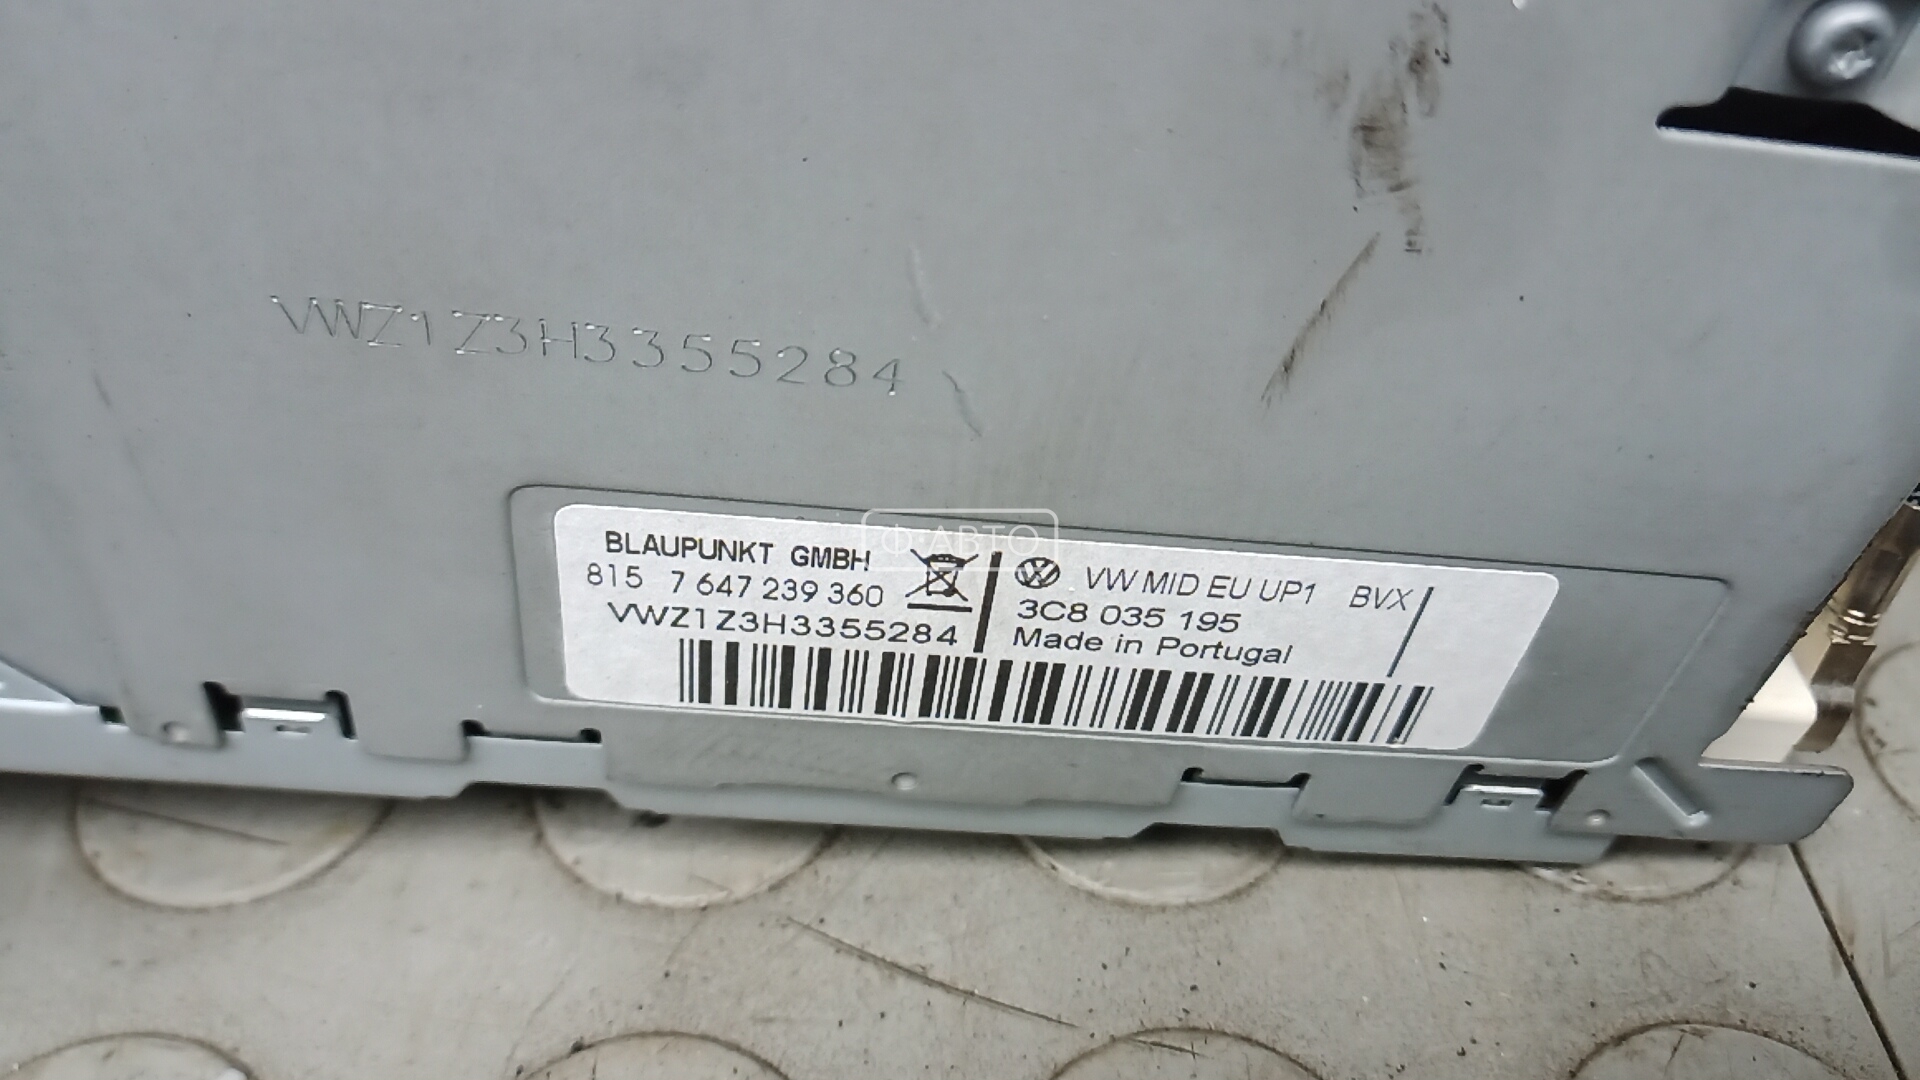 VWZ1Z3H3355284
Ф-АВТО
BLAUPUNKT GMBH
815 7 647 239 360
VWZ1Z3H3355284
VW MID EU UP1 BVX
3C8 035 195
Made in Portugal